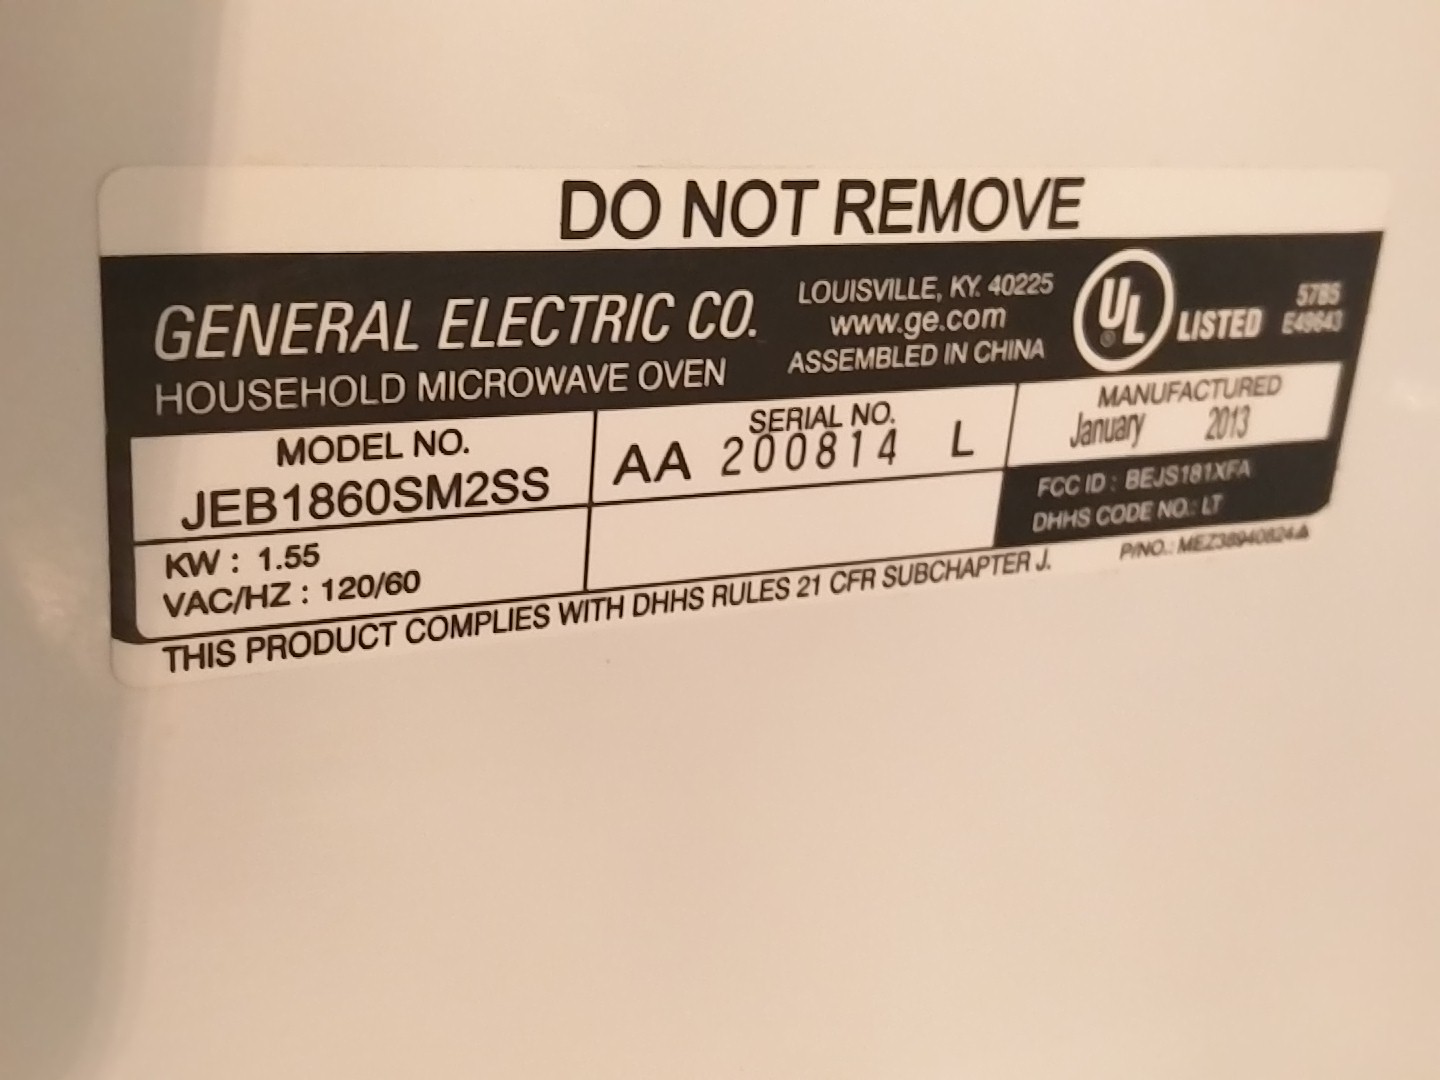 DO NOT REMOVE
GENERAL ELECTRIC CO.
HOUSEHOLD MICROWAVE OVEN
LOUISVILLE, KY. 40225
www.ge.com
ASSEMBLED IN CHINA
UL® LISTED
57BS
E49643
MODEL NO.
JEB1860SM2SS
SERIAL NO.
AA 200814 L
MANUFACTURED
January 2013
KW : 1.55
VAC/HZ : 120/60
FCC ID : BEJS181XFA
DHHS CODE NO.: LT
THIS PRODUCT COMPLIES WITH DHHS RULES 21 CFR SUBCHAPTER J.
P/NO.: MEZ38940824